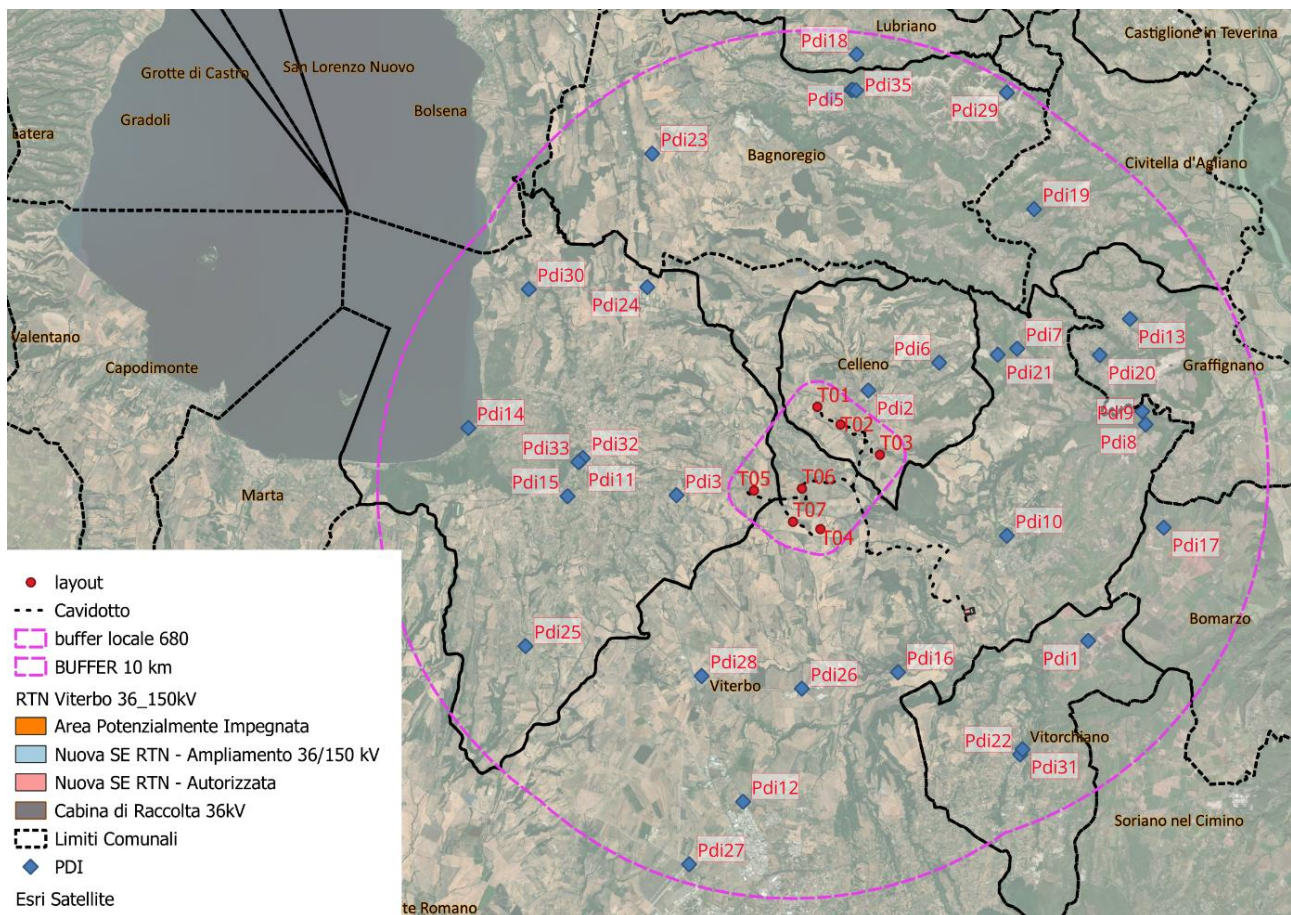 Lubriano
Castiglione in Teverina
Pdi18
Grotte di Castro
San Lorenzo Nuovo
Pdi35
Pdi5
Pdi29
Bolsena
Gradoli
Latera
Pdi23
Bagnoregio
Civitella d'Agliano
Pdi19
Pdi30
Pdi24
Pdi13
Valentano
Pdi7
Pdi6
Celleno
Pdi21
Pdi20
Graffignano
Capodimonte
T01
Pdi2
Pdi9
Pdi14
T02
Pdi8
Pdi33
Pdi32
T03
Pdi15
Pdi11
Pdi3
T05
T06
Marta
T07
T04
Pdi10
Pdi17
Bomarzo
Pdi25
Pdi1
Pdi28
Viterbo
Pdi26
Pdi16
Pdi22
Vitorchiano
Pdi31
Pdi12
Soriano nel Cimino
Pdi27
te Romano
layout
Cavidotto
buffer locale 680
BUFFER 10 km
RTN Viterbo 36_150kV
Area Potenzialmente Impegnata
Nuova SE RTN - Ampliamento 36/150 kV
Nuova SE RTN - Autorizzata
Cabina di Raccolta 36kV
Limiti Comunali
PDI
Esri Satellite